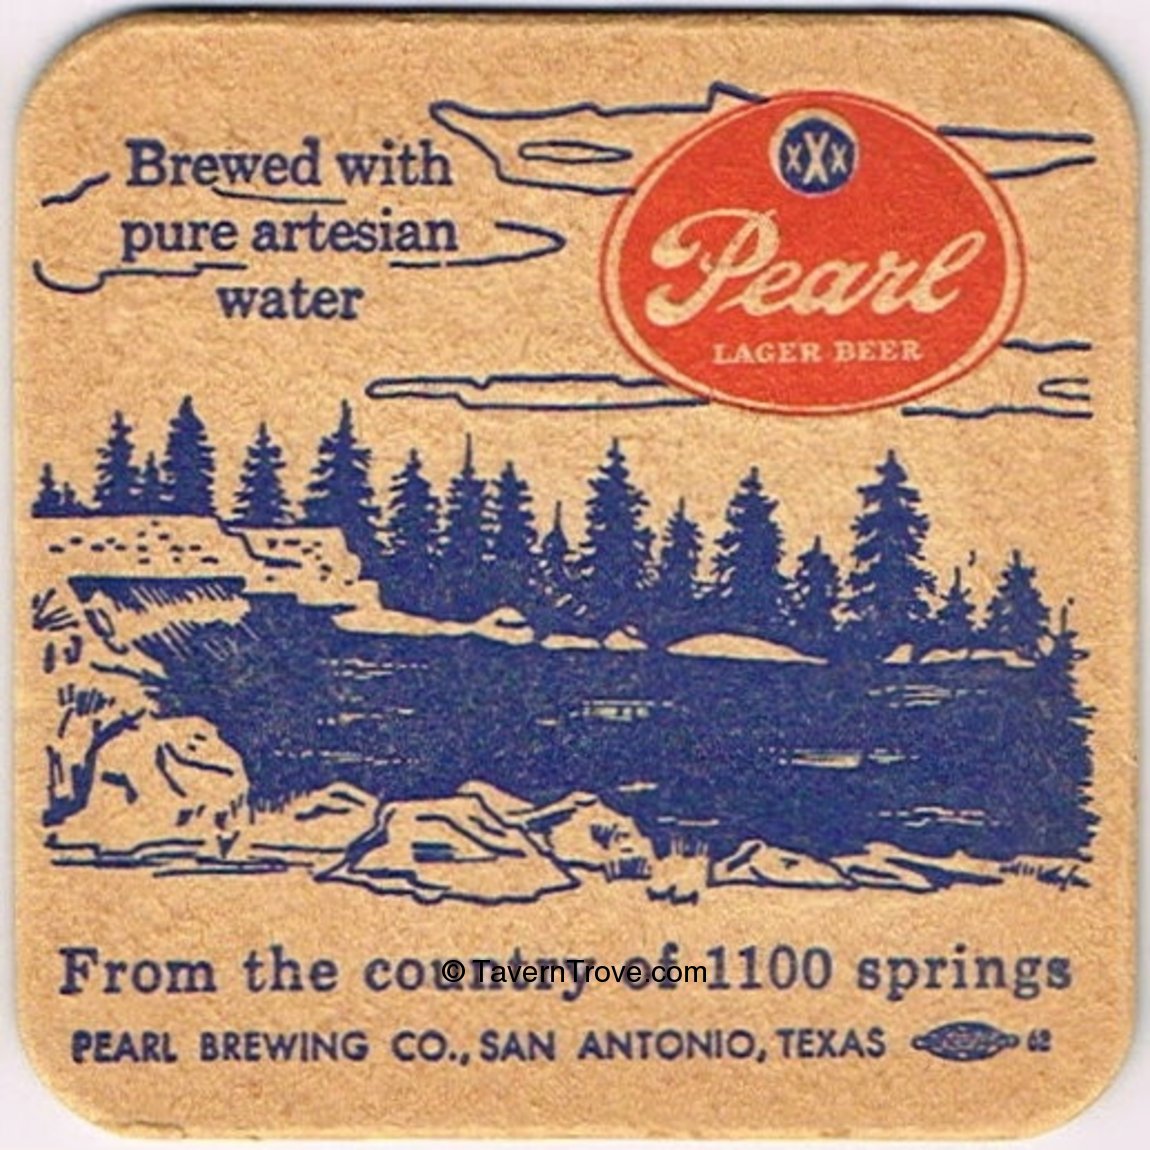 Brewed with
pure artesian
water
XXX
Pearl
LAGER BEER
From the country of 1100 springs
© TavernTrove.com
PEARL BREWING CO., SAN ANTONIO, TEXAS 62